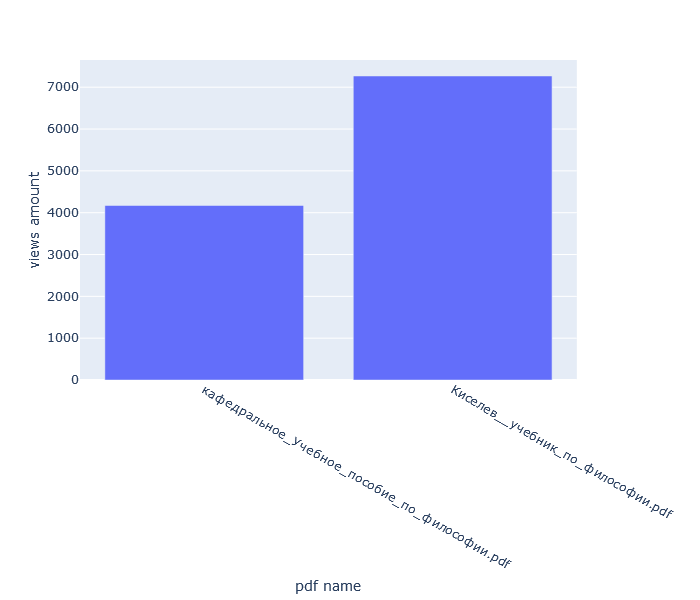 7000
6000
5000
4000
3000
2000
1000
0
views amount
кафедральное_Учебное_пособие_по_философии.pdf
Киселев__учебник_по_философии.pdf
pdf name